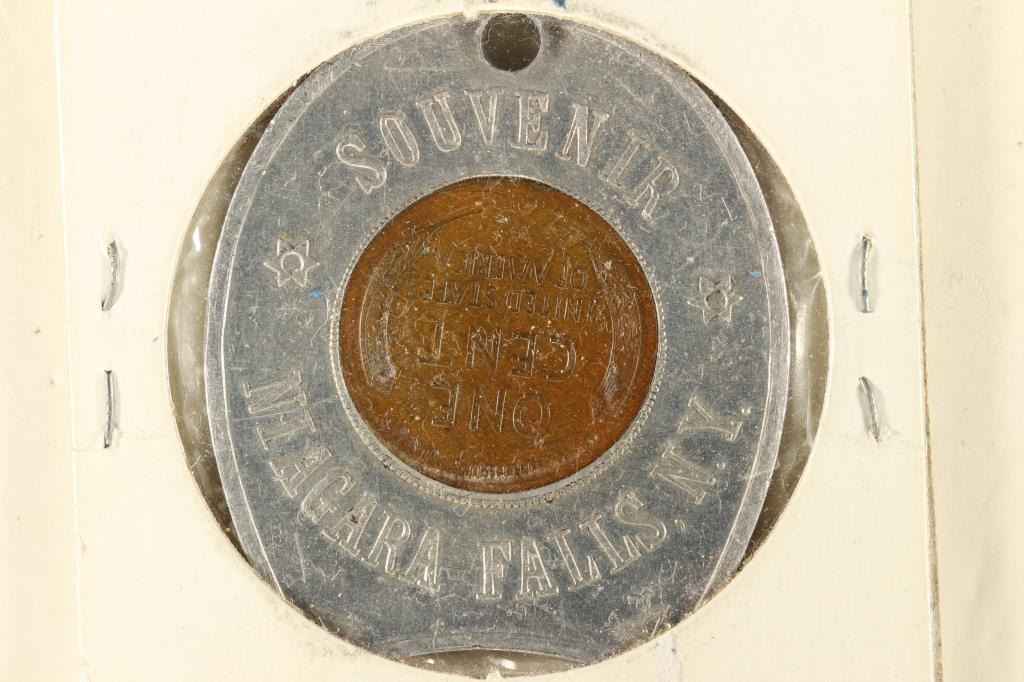 SOUVENIR
NIAGARA FALLS, N.Y.
ONE
CENT
UNITED STATES
OF AMERICA